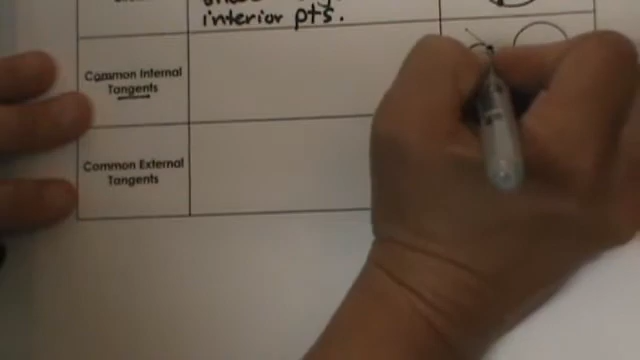 interior pts.
Common Internal
Tangents
Common External
Tangents